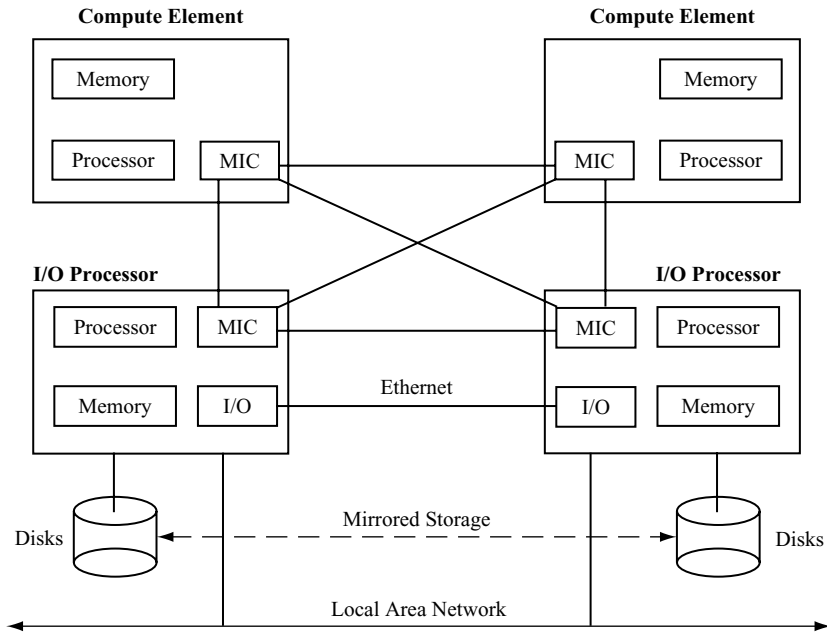 Compute Element
Compute Element
Memory
Memory
Processor
MIC
MIC
Processor
I/O Processor
I/O Processor
Processor
MIC
MIC
Processor
Ethernet
Memory
I/O
I/O
Memory
Mirrored Storage
Disks
Disks
Local Area Network